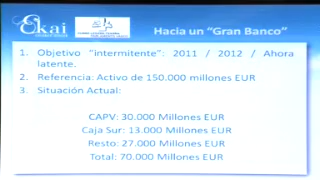 Ekai
Hacia un “Gran Banco”
1. Objetivo “intermitente”: 2011 / 2012 / Ahora
latente.
2. Referencia: Activo de 150.000 millones EUR
3. Situación Actual:
CAPV: 30.000 Millones EUR
Caja Sur: 13.000 Millones EUR
Resto: 27.000 Millones EUR
Total: 70.000 Millones EUR